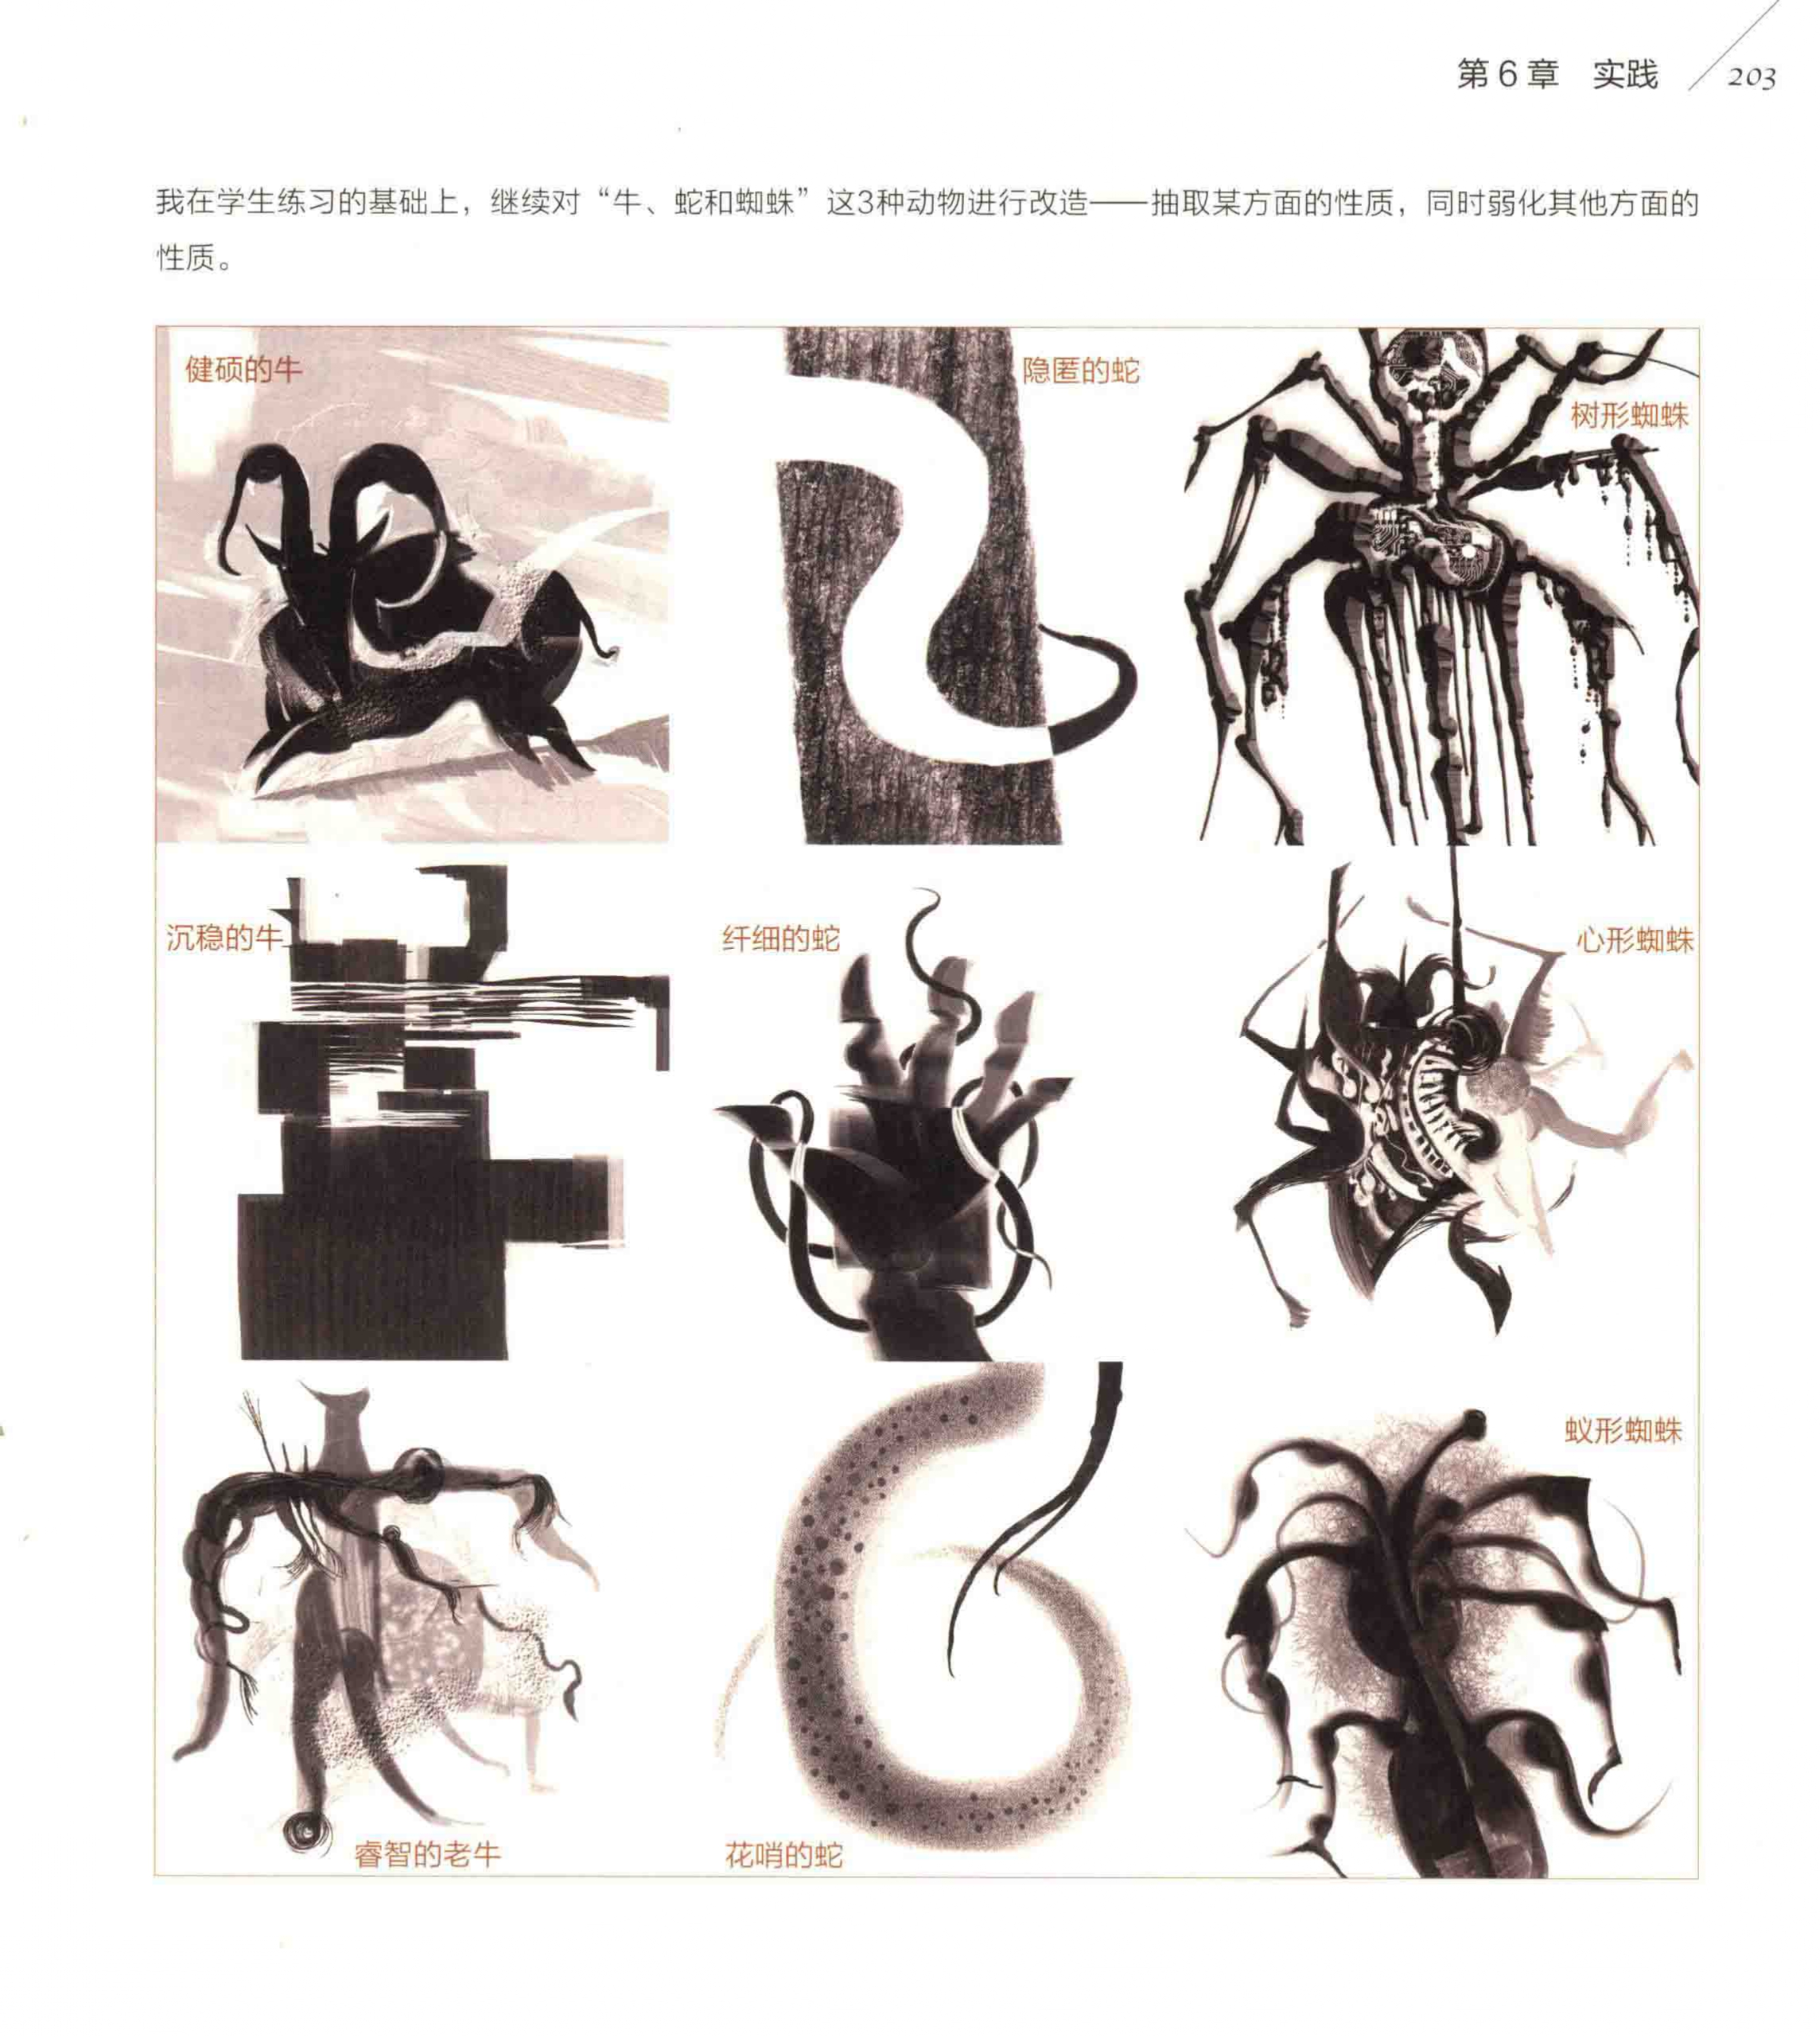 第6章 实践 203
我在学生练习的基础上，继续对“牛、蛇和蜘蛛”这3种动物进行改造——抽取某方面的性质，同时弱化其他方面的
性质。
健硕的牛
隐匿的蛇
树形蜘蛛
沉稳的牛
纤细的蛇
心形蜘蛛
睿智的老牛
花哨的蛇
蚁形蜘蛛